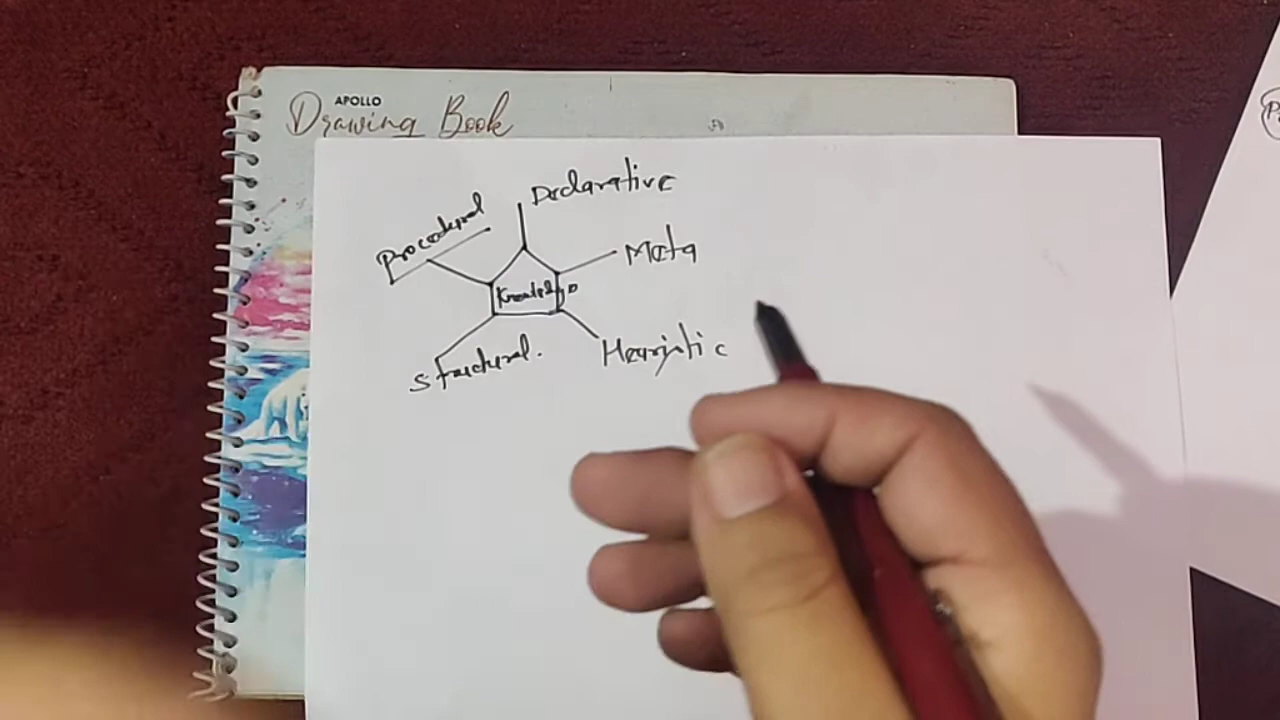 APOLLO
Drawing Book
Declarative
Procedural
Meta
Knowledge
Heuristic
Structural.